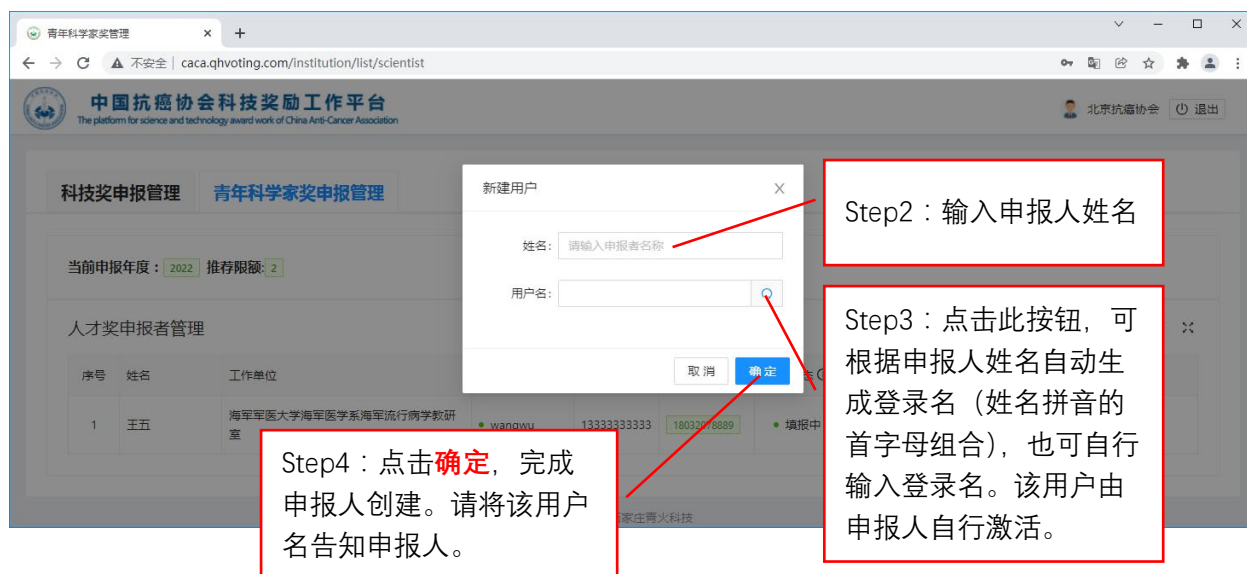 青年科学家奖管理
不安全 | caca.qhvoting.com/institution/list/scientist
中国抗癌协会科技奖励工作平台
The platform for science and technology award work of China Anti-Cancer Association
北京抗癌协会 退出
科技奖申报管理 青年科学家奖申报管理
当前申报年度： 2022 推荐限额: 2
人才奖申报者管理
序号 姓名 工作单位
1 王五 海军军医大学海军医学系海军流行病学教研室 wangwu 13333333333 18032078889 填报中
新建用户
姓名: 请输入申报者名称
用户名:
取 消 确 定
Step2：输入申报人姓名
Step3：点击此按钮，可
根据申报人姓名自动生
成登录名（姓名拼音的
首字母组合），也可自行
输入登录名。该用户由
申报人自行激活。
Step4：点击确定，完成
申报人创建。请将该用户
名告知申报人。
家庄青火科技